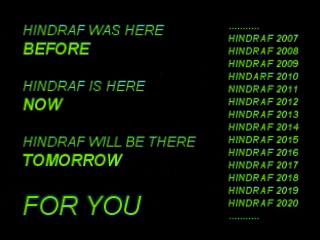 HINDRAF WAS HERE
BEFORE
HINDRAF IS HERE
NOW
HINDRAF WILL BE THERE
TOMORROW
FOR YOU
...........
HINDRAF 2007
HINDRAF 2008
HINDRAF 2009
HINDARF 2010
NINDRAF 2011
HINDRAF 2012
HINDRAF 2013
HINDRAF 2014
HINDRAF 2015
HINDRAF 2016
HINDRAF 2017
HINDRAF 2018
HINDRAF 2019
HINDRAF 2020
...........